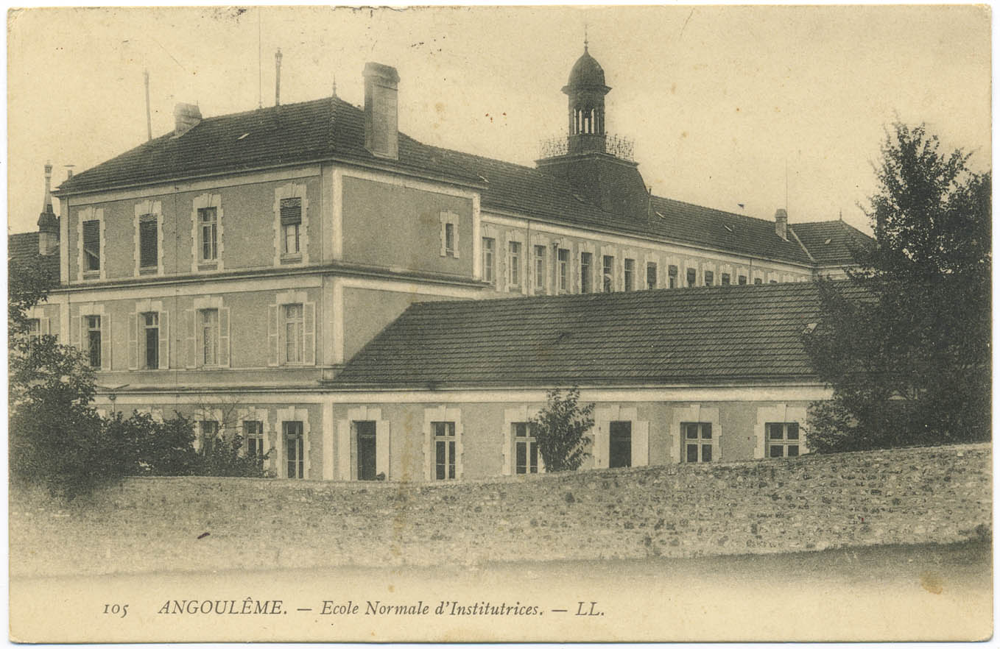 105 ANGOULÊME. — Ecole Normale d'Institutrices. — LL.